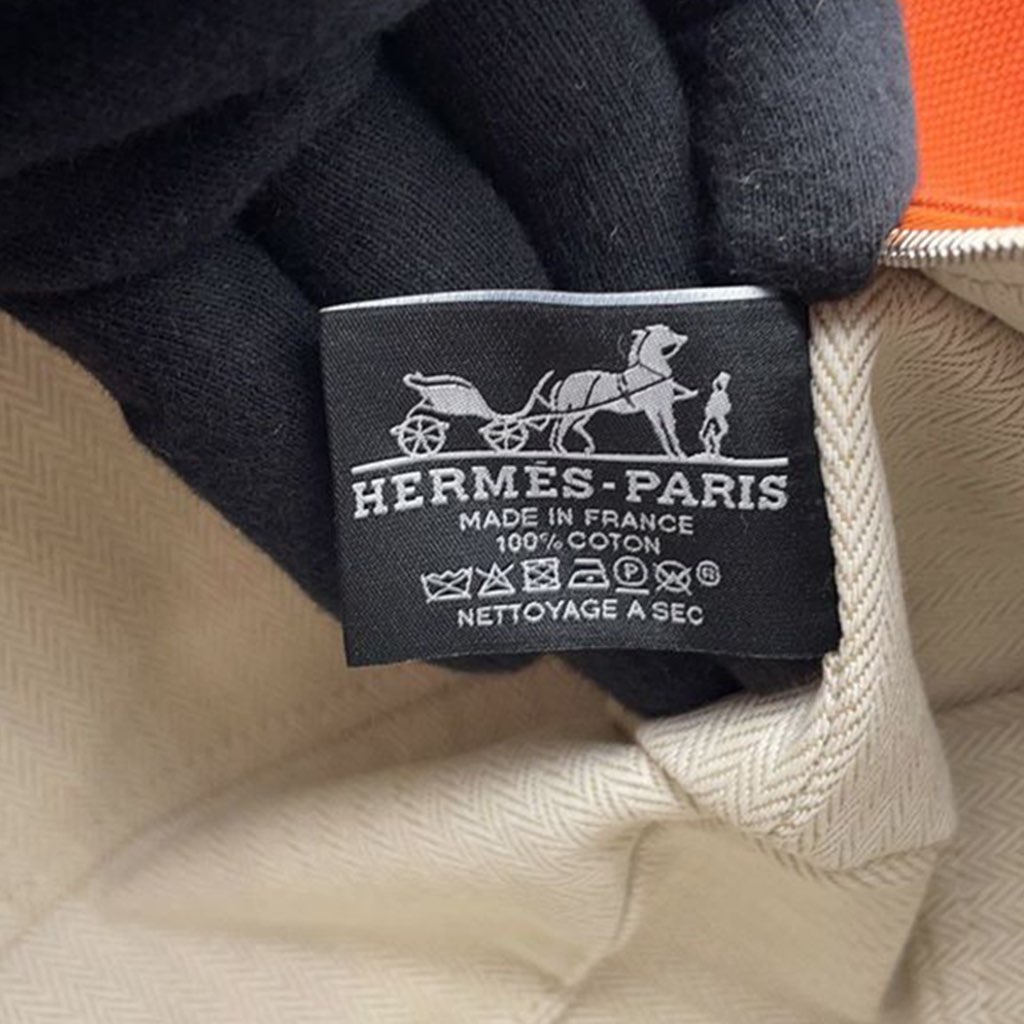 HERMÈS-PARIS
MADE IN FRANCE
100% COTON
P
NETTOYAGE A SEC